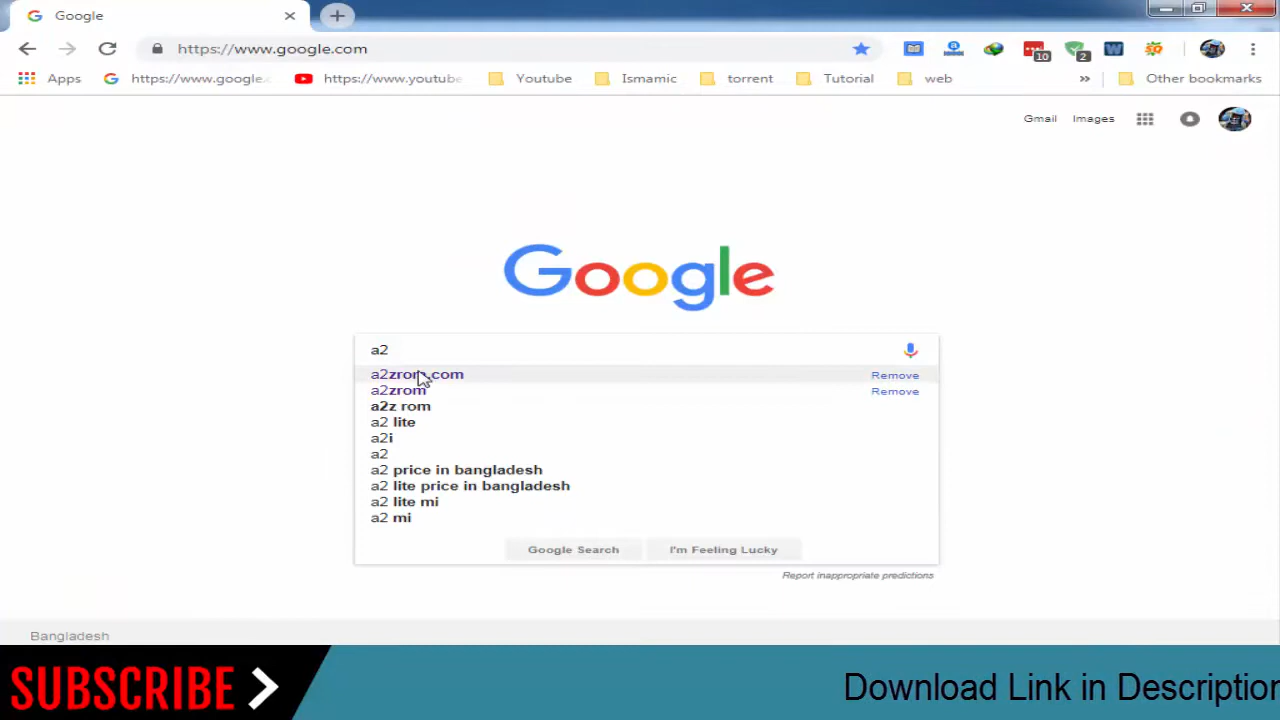 Google
https://www.google.com
10
2
Apps
https://www.google.c
https://www.youtube
Youtube
Ismamic
torrent
Tutorial
web
»
Other bookmarks
Gmail
Images
Google
a2
a2zrom.com
Remove
a2zrom
Remove
a2z rom
a2 lite
a2i
a2
a2 price in bangladesh
a2 lite price in bangladesh
a2 lite mi
a2 mi
Google Search
I'm Feeling Lucky
Report inappropriate predictions
Bangladesh
SUBSCRIBE
Download Link in Description